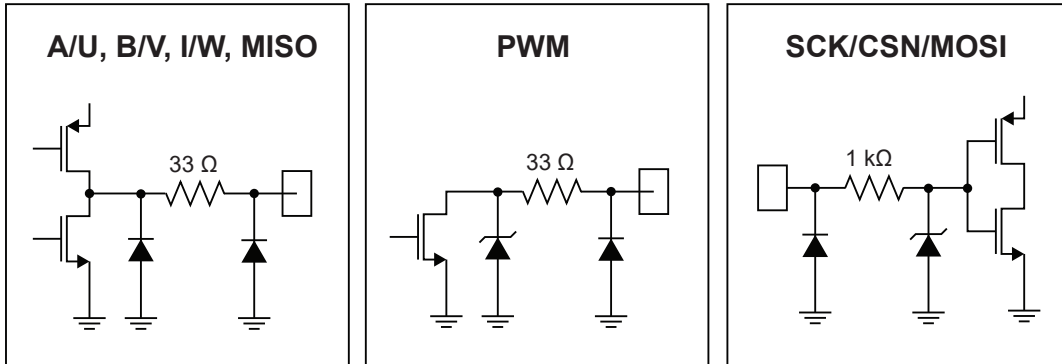 A/U, B/V, I/W, MISO
33 Ω
PWM
33 Ω
SCK/CSN/MOSI
1 kΩ